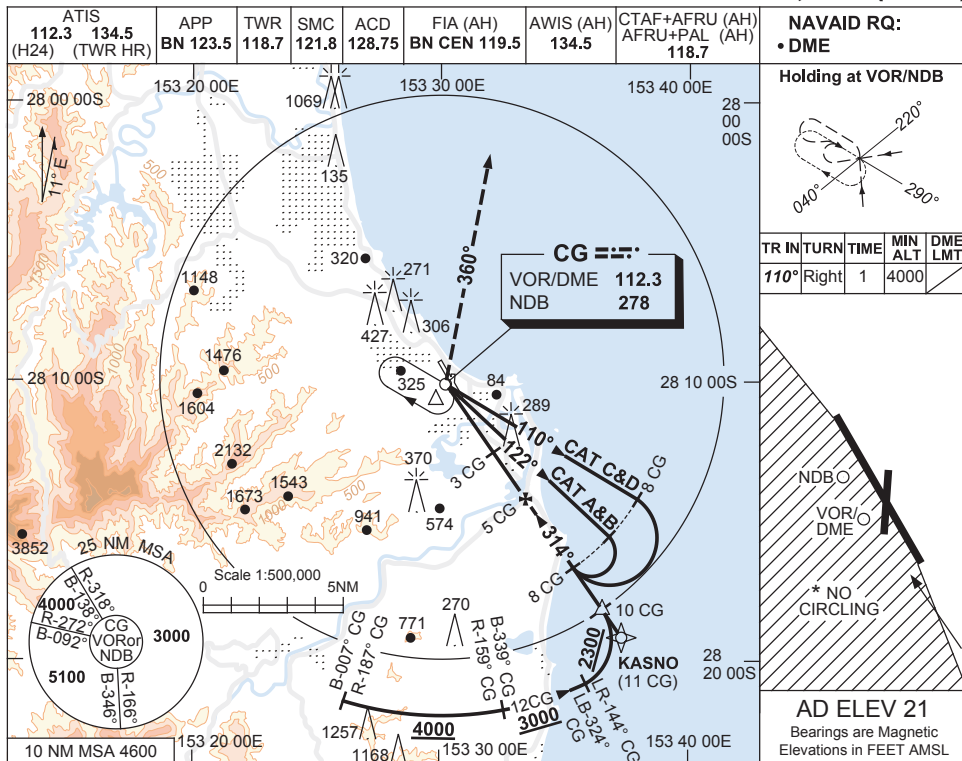 ATIS
112.3 134.5
(H24) (TWR HR)
APP
BN 123.5
TWR
118.7
SMC
121.8
ACD
128.75
FIA (AH)
BN CEN 119.5
AWIS (AH)
134.5
CTAF+AFRU (AH)
AFRU+PAL (AH)
118.7
NAVAID RQ:
• DME
Holding at VOR/NDB
220°
040°
290°
TR IN TURN TIME MIN ALT DME LMT
110° Right 1 4000
28 00 00S
153 20 00E
153 30 00E
153 40 00E
28
00
00S
11° E
1069
135
360°
320
271
CG
VOR/DME 112.3
NDB 278
1148
427
306
1476
28 10 00S
325
84
28
10 00S
1604
289
110° CAT C&D
122° CAT A&B
8 CG
2132
370
3 CG
1673
1543
500
1000
574
5 CG
941
314°
3852
25 NM MSA
Scale 1:500,000
0 5NM
8 CG
10 CG
R-318°
B-138°
4000
R-272°
B-092°
CG
VORor
NDB
3000
5100
B-346°
R-166°
771
270
B-007° CG
R-187° CG
B-339° CG
R-159° CG
2300
KASNO
(11 CG)
28
20 00S
12CG
3000
4000
LR-144° CG
LB-324° CG
1257
1168
10 NM MSA 4600
153 20 00E
153 30 00E
153 40 00E
NDB
VOR/
DME
* NO
CIRCLING
AD ELEV 21
Bearings are Magnetic
Elevations in FEET AMSL